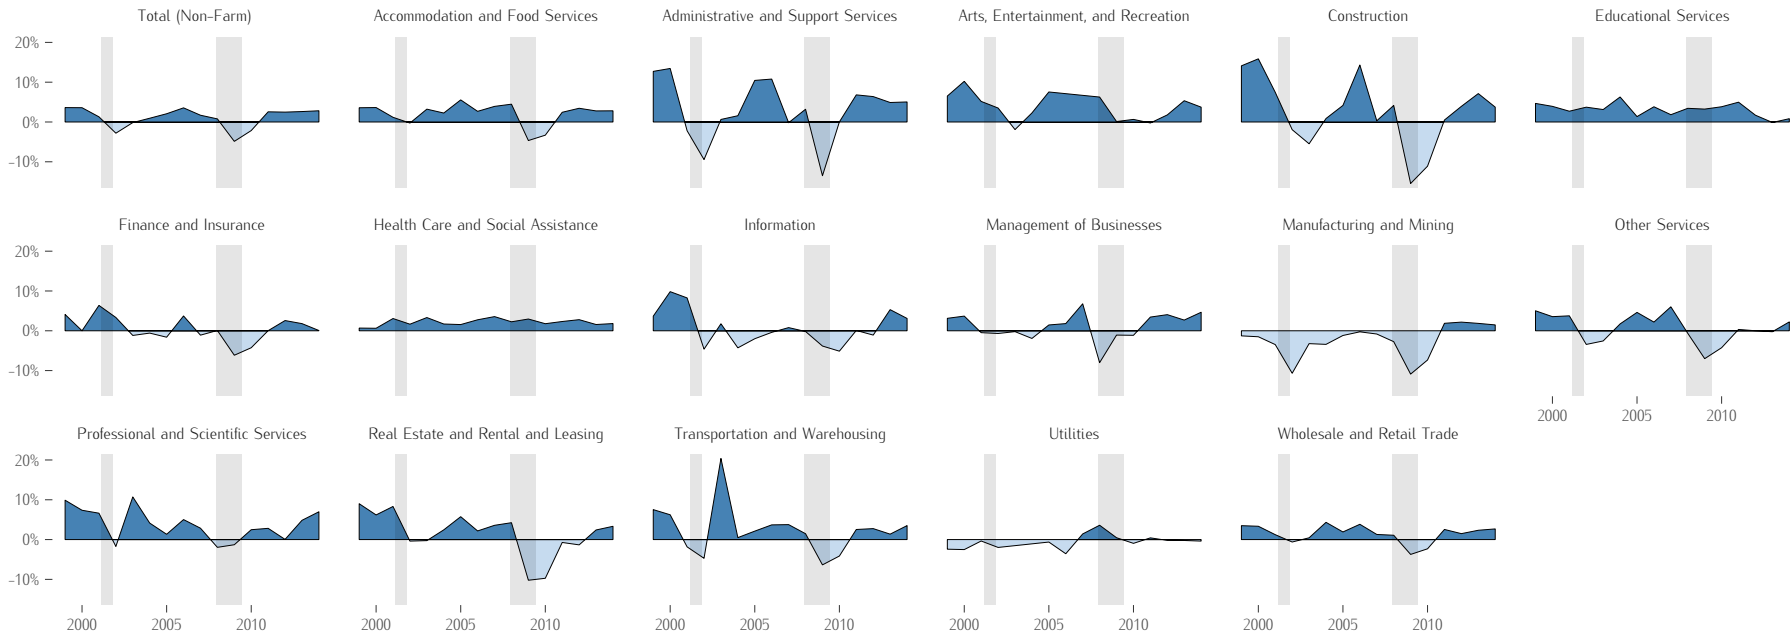 Total (Non-Farm)
Accommodation and Food Services
Administrative and Support Services
Arts, Entertainment, and Recreation
Construction
Educational Services
20%
10%
0%
-10%
Finance and Insurance
Health Care and Social Assistance
Information
Management of Businesses
Manufacturing and Mining
Other Services
20%
10%
0%
-10%
2000
2005
2010
Professional and Scientific Services
Real Estate and Rental and Leasing
Transportation and Warehousing
Utilities
Wholesale and Retail Trade
20%
10%
0%
-10%
2000
2005
2010
2000
2005
2010
2000
2005
2010
2000
2005
2010
2000
2005
2010